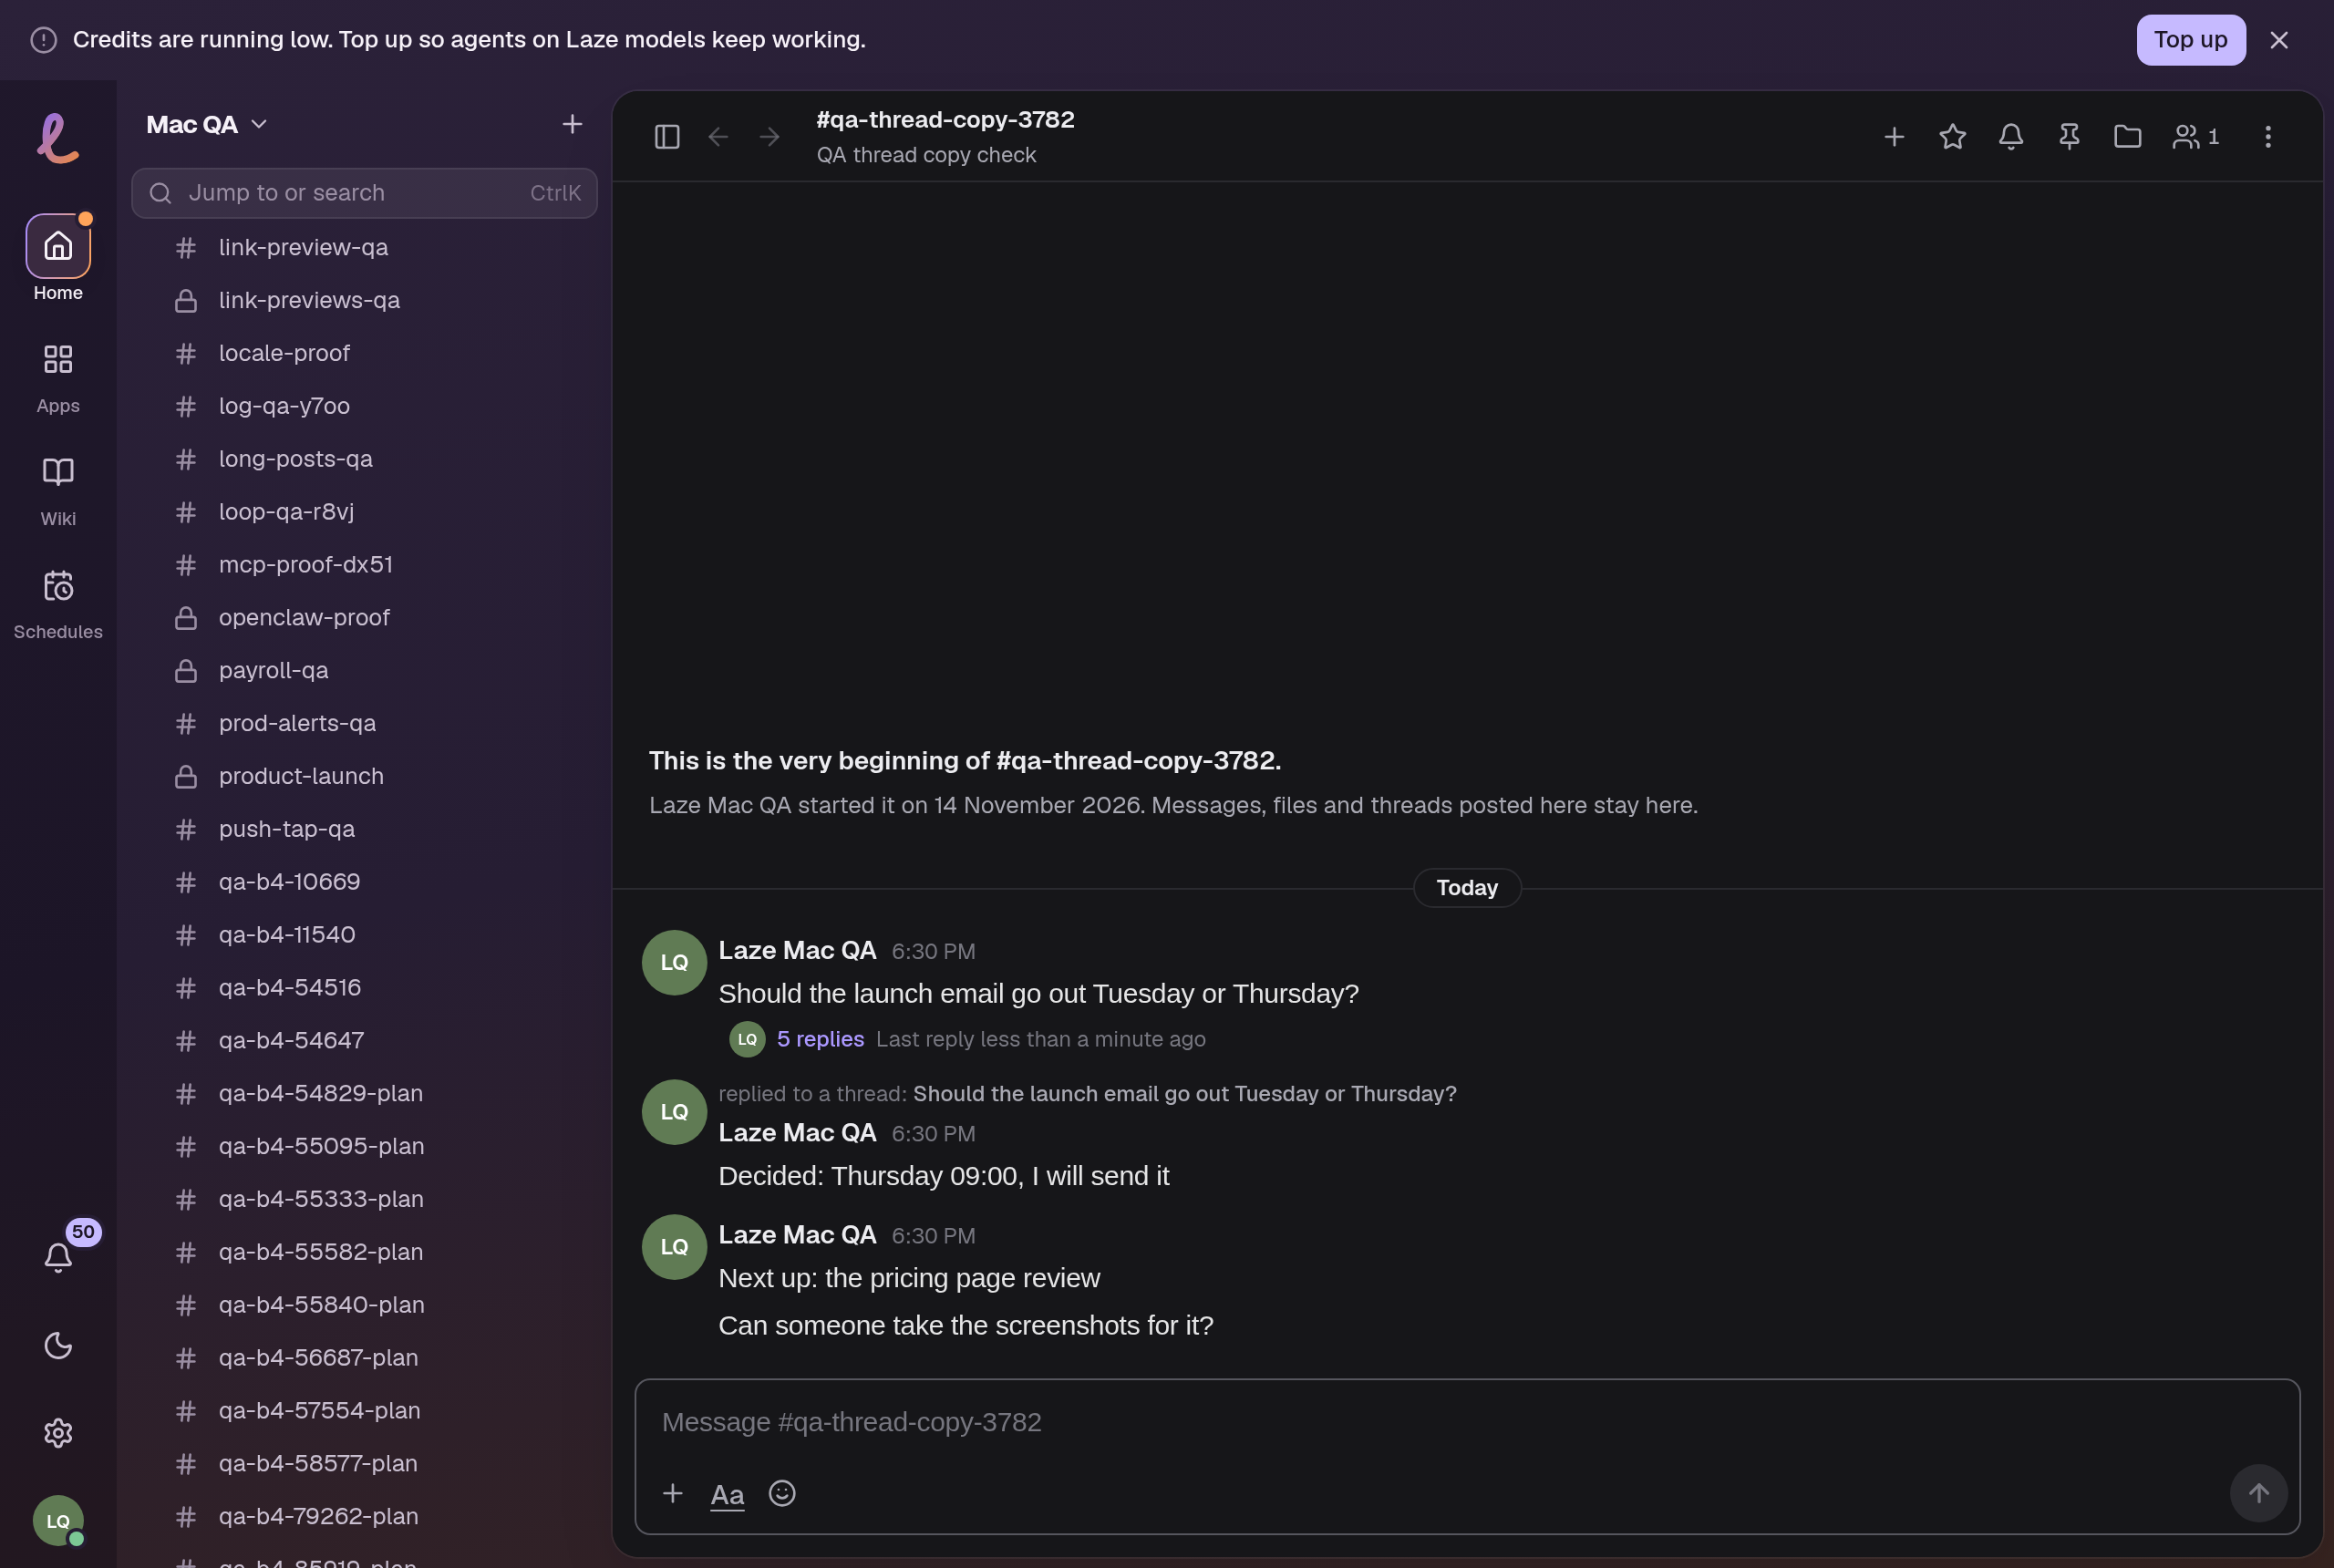 Credits are running low. Top up so agents on Laze models keep working.
Top up
Mac QA
Jump to or search
CtrlK
Home
Apps
Wiki
Schedules
50
LQ
link-preview-qa
link-previews-qa
locale-proof
log-qa-y7oo
long-posts-qa
loop-qa-r8vj
mcp-proof-dx51
openclaw-proof
payroll-qa
prod-alerts-qa
product-launch
push-tap-qa
qa-b4-10669
qa-b4-11540
qa-b4-54516
qa-b4-54647
qa-b4-54829-plan
qa-b4-55095-plan
qa-b4-55333-plan
qa-b4-55582-plan
qa-b4-55840-plan
qa-b4-56687-plan
qa-b4-57554-plan
qa-b4-58577-plan
qa-b4-79262-plan
#qa-thread-copy-3782
QA thread copy check
1
This is the very beginning of #qa-thread-copy-3782.
Laze Mac QA started it on 14 November 2026. Messages, files and threads posted here stay here.
Today
LQ
Laze Mac QA 6:30 PM
Should the launch email go out Tuesday or Thursday?
LQ 5 replies Last reply less than a minute ago
replied to a thread: Should the launch email go out Tuesday or Thursday?
LQ
Laze Mac QA 6:30 PM
Decided: Thursday 09:00, I will send it
LQ
Laze Mac QA 6:30 PM
Next up: the pricing page review
Can someone take the screenshots for it?
Message #qa-thread-copy-3782
Aa